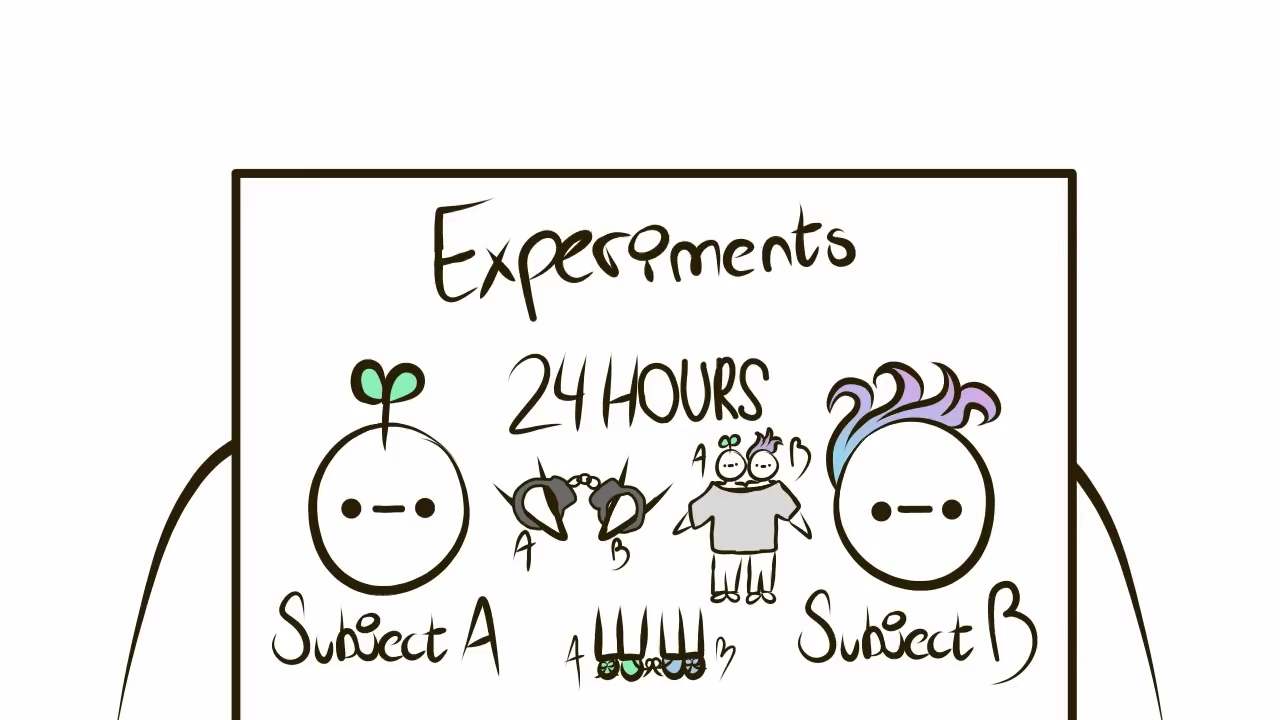 Experiments
24 HOURS
A B
A B
Subject A
Subject B
A B